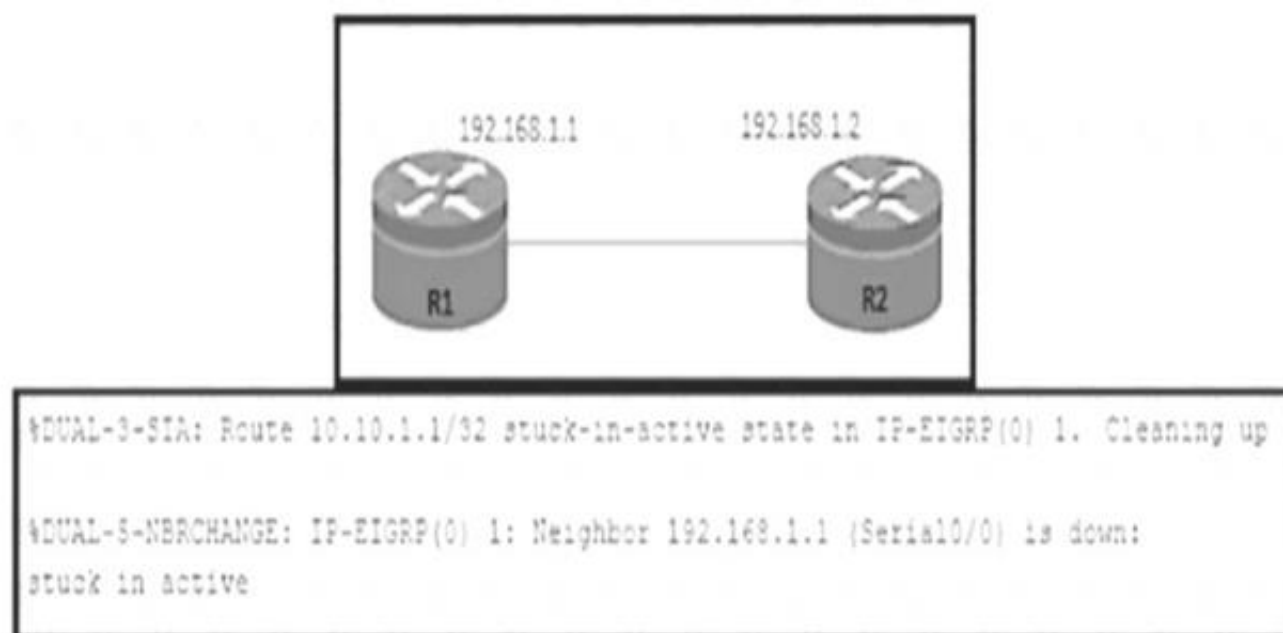 192.168.1.1
192.168.1.2
R1
R2
%DUAL-3-SIA: Route 10.10.1.1/32 stuck-in-active state in IP-EIGRP(0) 1. Cleaning up
%DUAL-5-NBRCHANGE: IP-EIGRP(0) 1: Neighbor 192.168.1.1 (Serial0/0) is down:
stuck in active